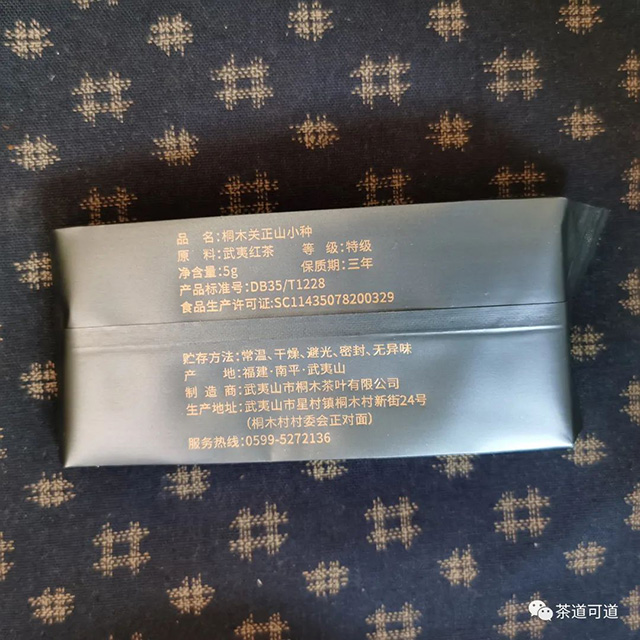 品 名:桐木关正山小种
原 料:武夷红茶 等 级:特级
净含量:5g 保质期:三年
产品标准号:DB35/T1228
食品生产许可证:SC11435078200329
贮存方法:常温、干燥、避光、密封、无异味
产 地:福建·南平·武夷山
制 造 商:武夷山市桐木茶叶有限公司
生产地址:武夷山市星村镇桐木村新街24号
(桐木村村委会正对面)
服务热线:0599-5272136
茶道可道